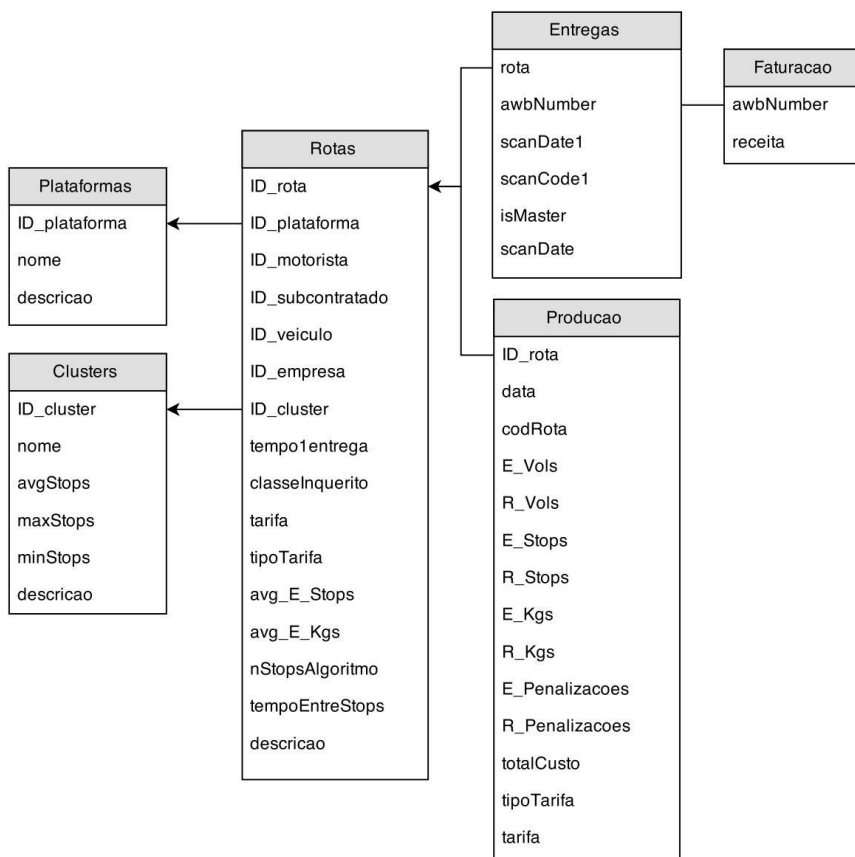 Plataformas
ID_plataforma
nome
descricao
Clusters
ID_cluster
nome
avgStops
maxStops
minStops
descricao
Rotas
ID_rota
ID_plataforma
ID_motorista
ID_subcontratado
ID_veiculo
ID_empresa
ID_cluster
tempo1entrega
classeInquerito
tarifa
tipoTarifa
avg_E_Stops
avg_E_Kgs
nStopsAlgoritmo
tempoEntreStops
descricao
Entregas
rota
awbNumber
scanDate1
scanCode1
isMaster
scanDate
Faturacao
awbNumber
receita
Producao
ID_rota
data
codRota
E_Vols
R_Vols
E_Stops
R_Stops
E_Kgs
R_Kgs
E_Penalizacoes
R_Penalizacoes
totalCusto
tipoTarifa
tarifa